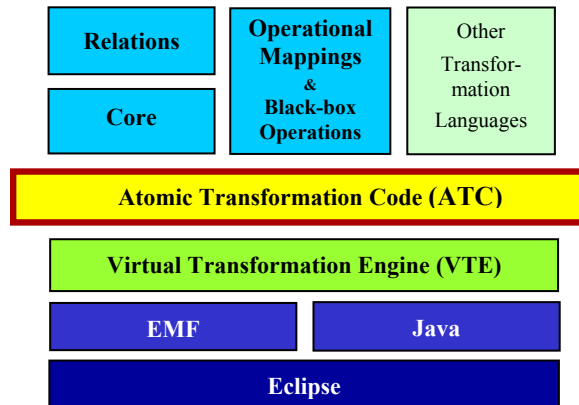 Relations
Core
Operational
Mappings
&
Black-box
Operations
Other
Transfor-
mation
Languages
Atomic Transformation Code (ATC)
Virtual Transformation Engine (VTE)
EMF
Java
Eclipse